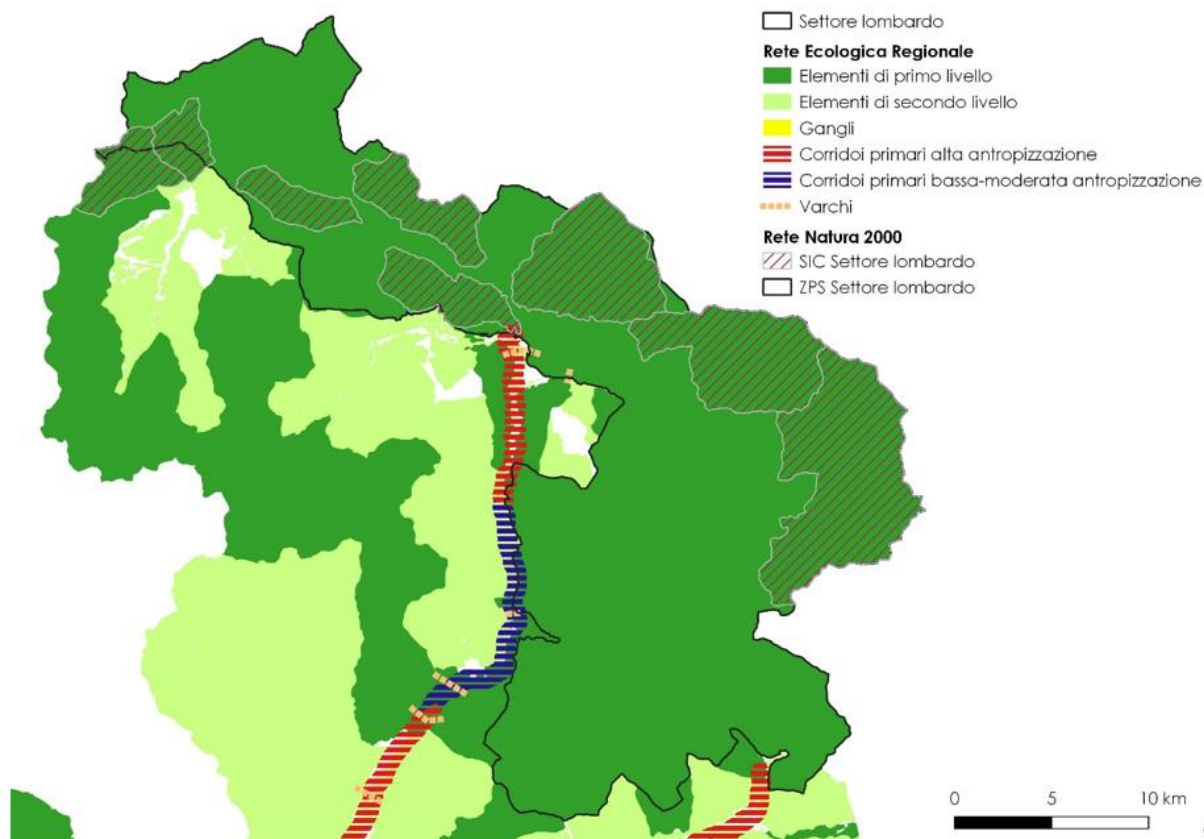 Settore lombardo
Rete Ecologica Regionale
Elementi di primo livello
Elementi di secondo livello
Gangli
Corridoi primari alta antropizzazione
Corridoi primari bassa-moderata antropizzazione
Varchi
Rete Natura 2000
SIC Settore lombardo
ZPS Settore lombardo
0 5 10 km